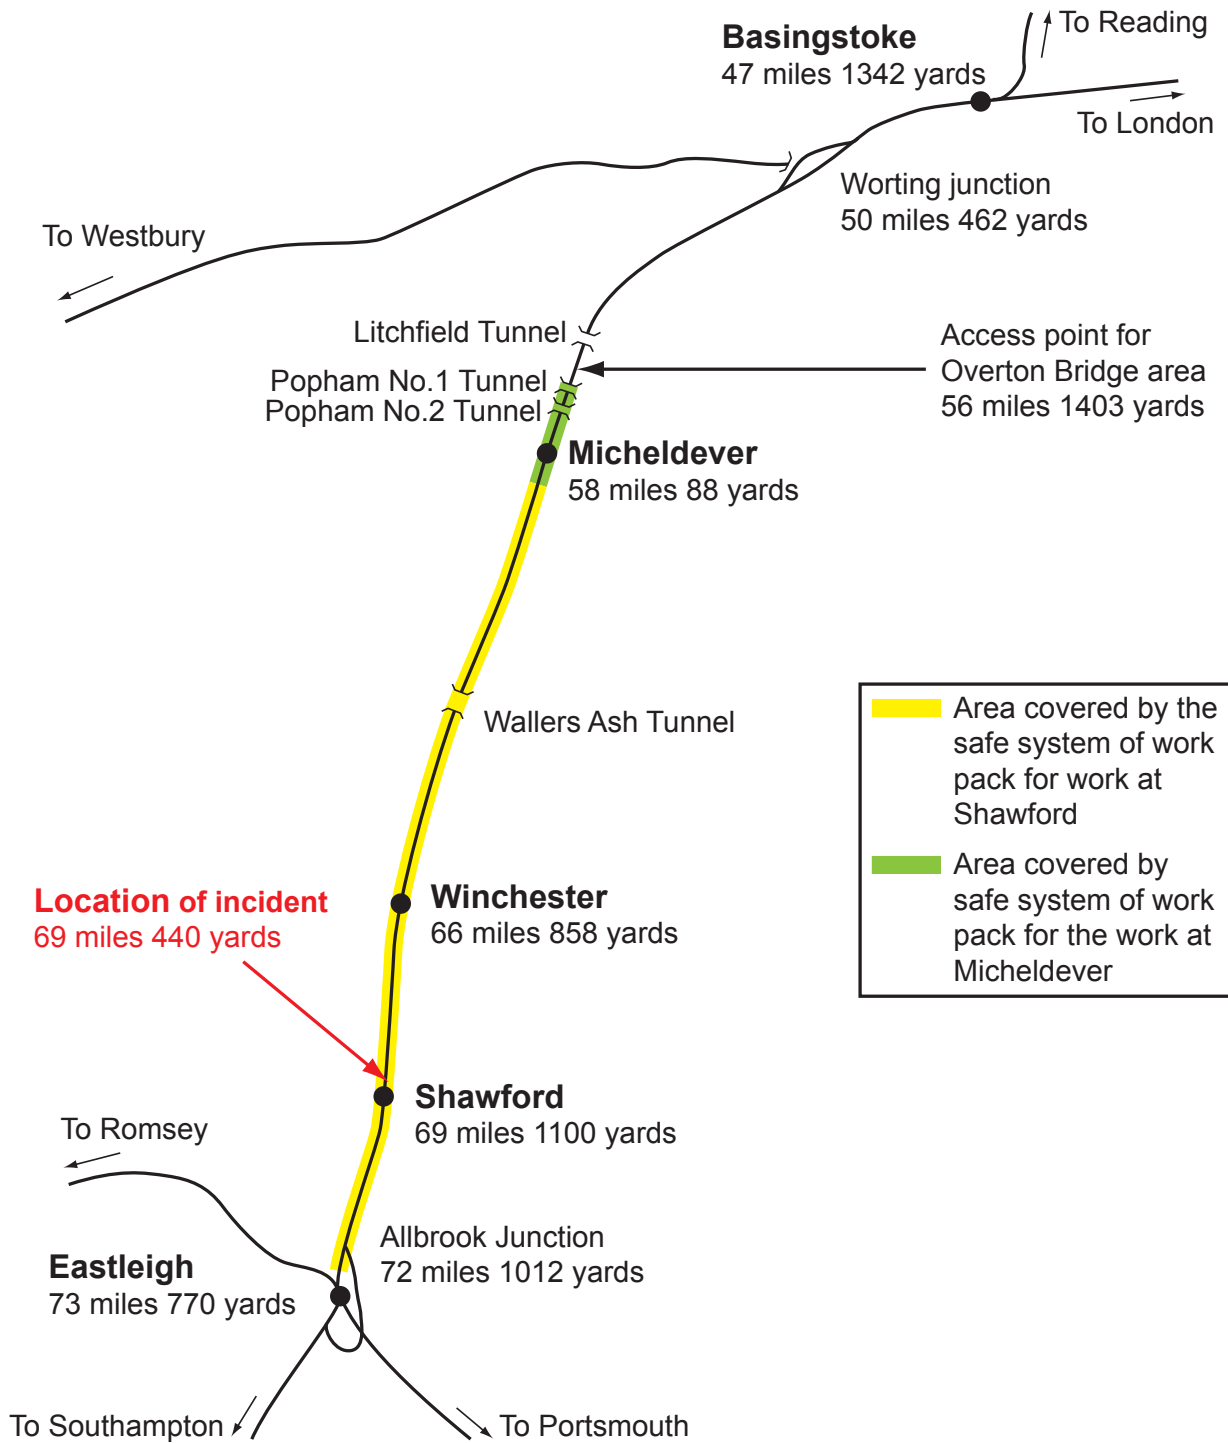 To Reading
Basingstoke
47 miles 1342 yards
To London
Worting junction
50 miles 462 yards
To Westbury
Litchfield Tunnel
Access point for
Overton Bridge area
56 miles 1403 yards
Popham No.1 Tunnel
Popham No.2 Tunnel
Micheldever
58 miles 88 yards
Wallers Ash Tunnel
Area covered by the
safe system of work
pack for work at
Shawford
Area covered by
safe system of work
pack for the work at
Micheldever
Location of incident
69 miles 440 yards
Winchester
66 miles 858 yards
Shawford
69 miles 1100 yards
To Romsey
Allbrook Junction
72 miles 1012 yards
Eastleigh
73 miles 770 yards
To Southampton
To Portsmouth